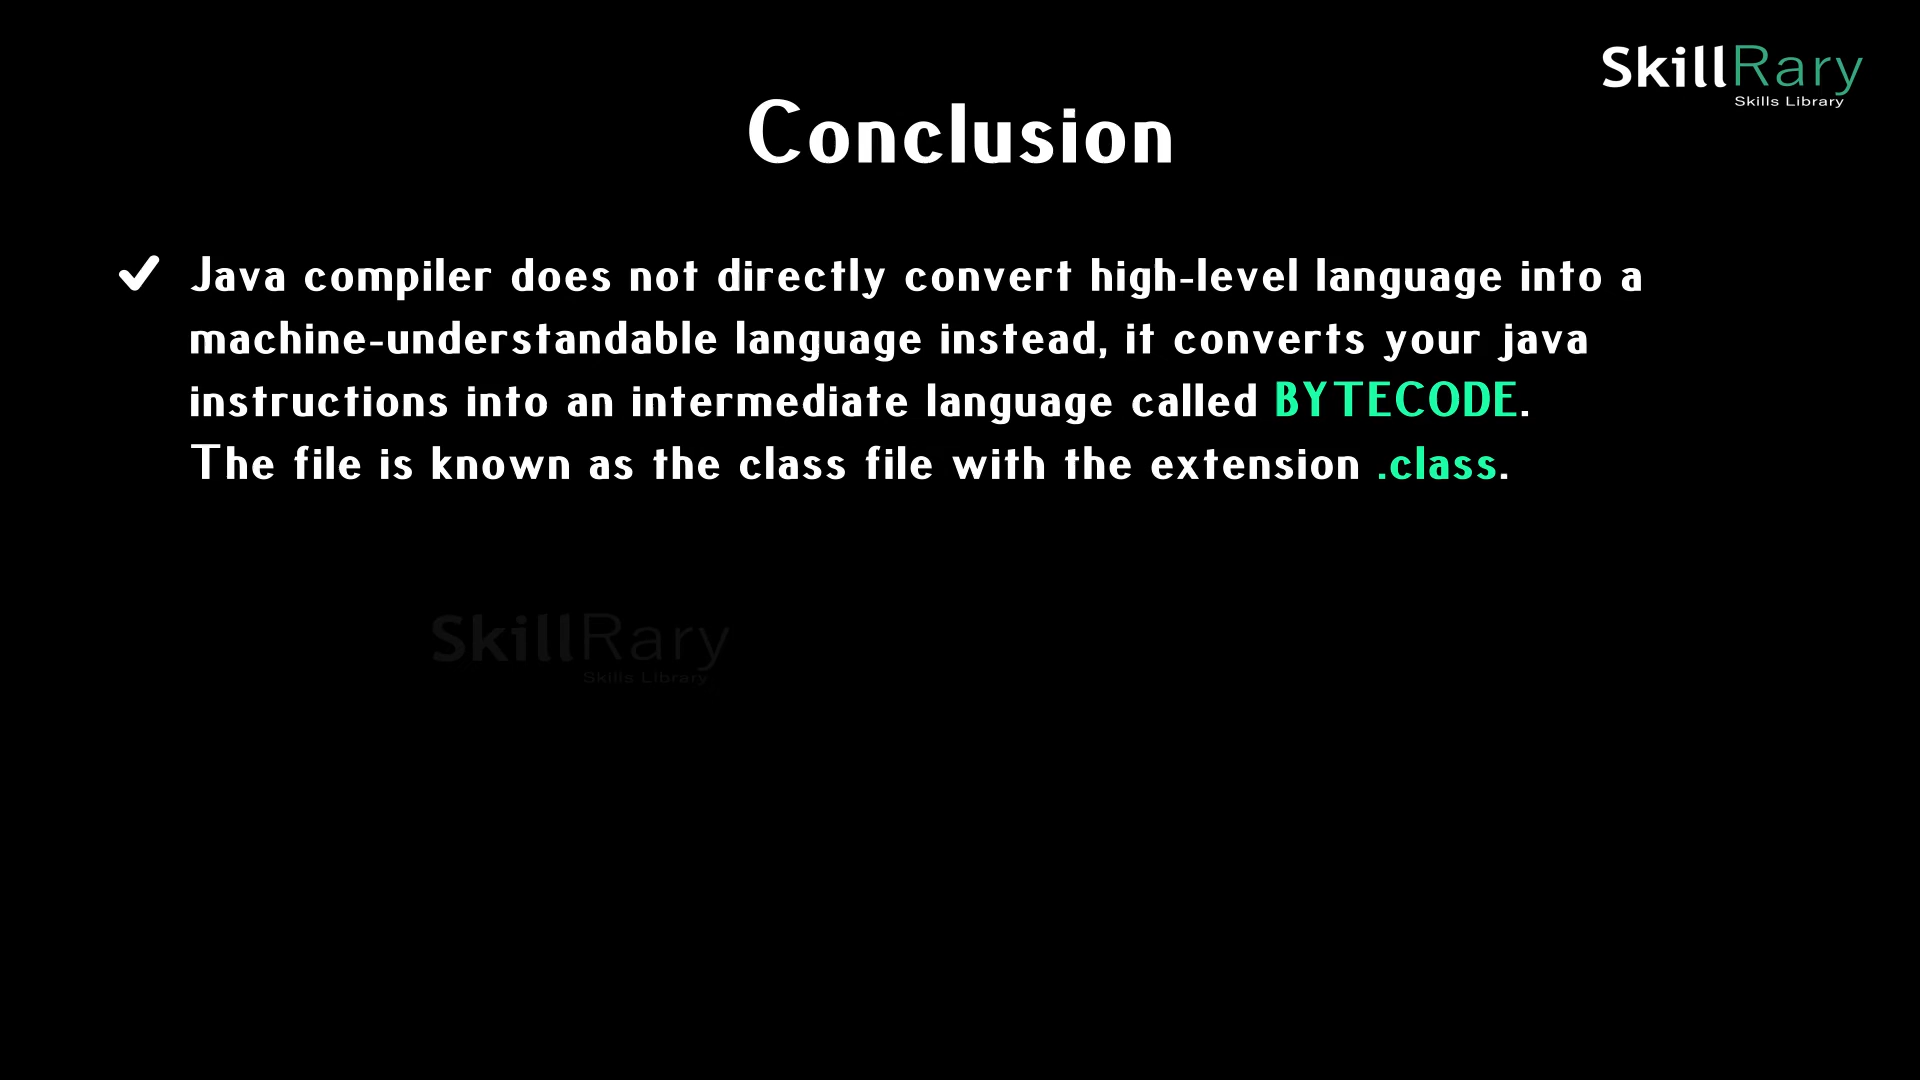 SkillRary
Skills Library
Conclusion
✔ Java compiler does not directly convert high-level language into a
machine-understandable language instead, it converts your java
instructions into an intermediate language called BYTECODE.
The file is known as the class file with the extension .class.
SkillRary
Skills Library